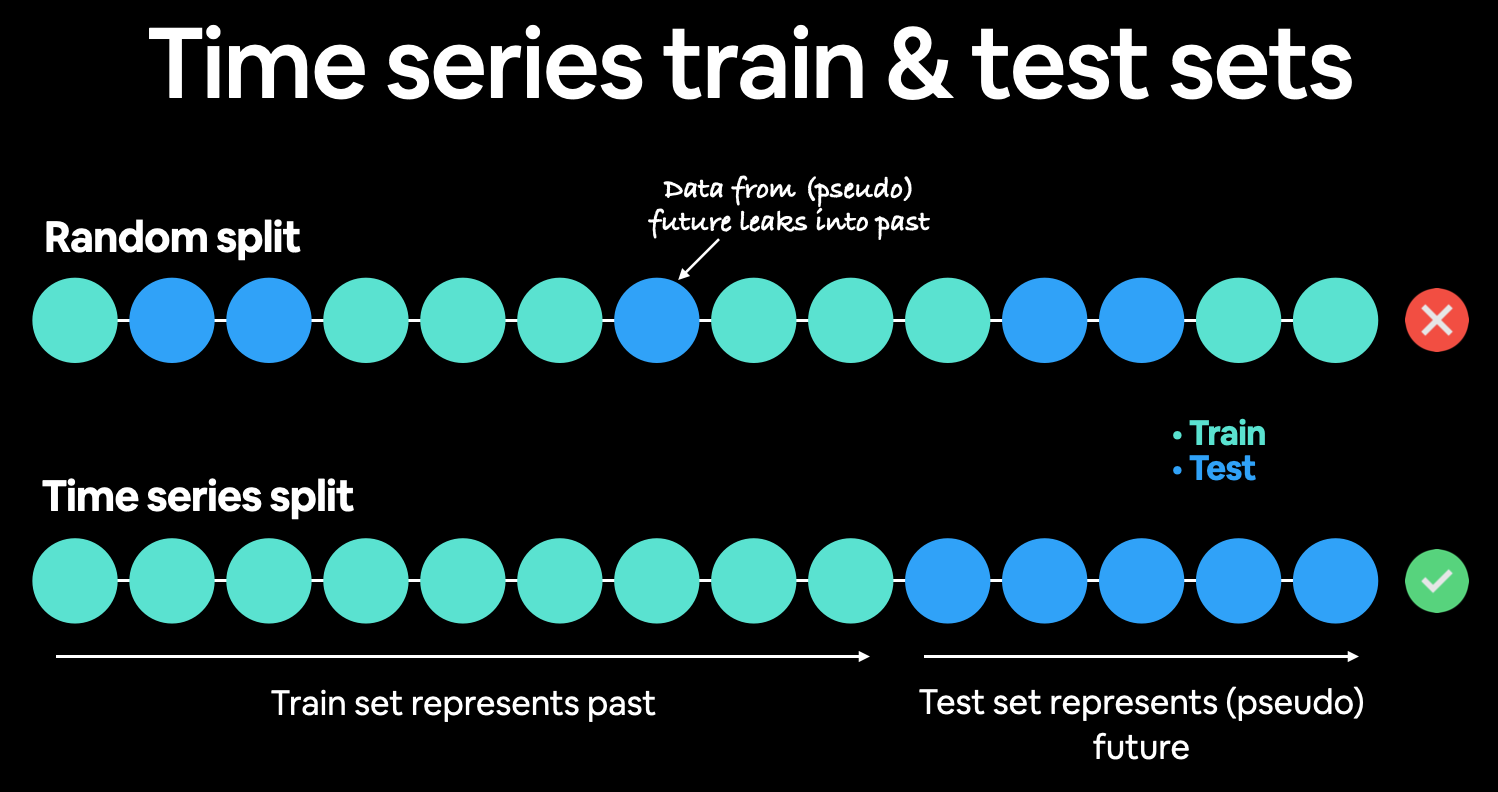 Time series train & test sets
Data from (pseudo)
future leaks into past
Random split
• Train
• Test
Time series split
Train set represents past
Test set represents (pseudo)
future